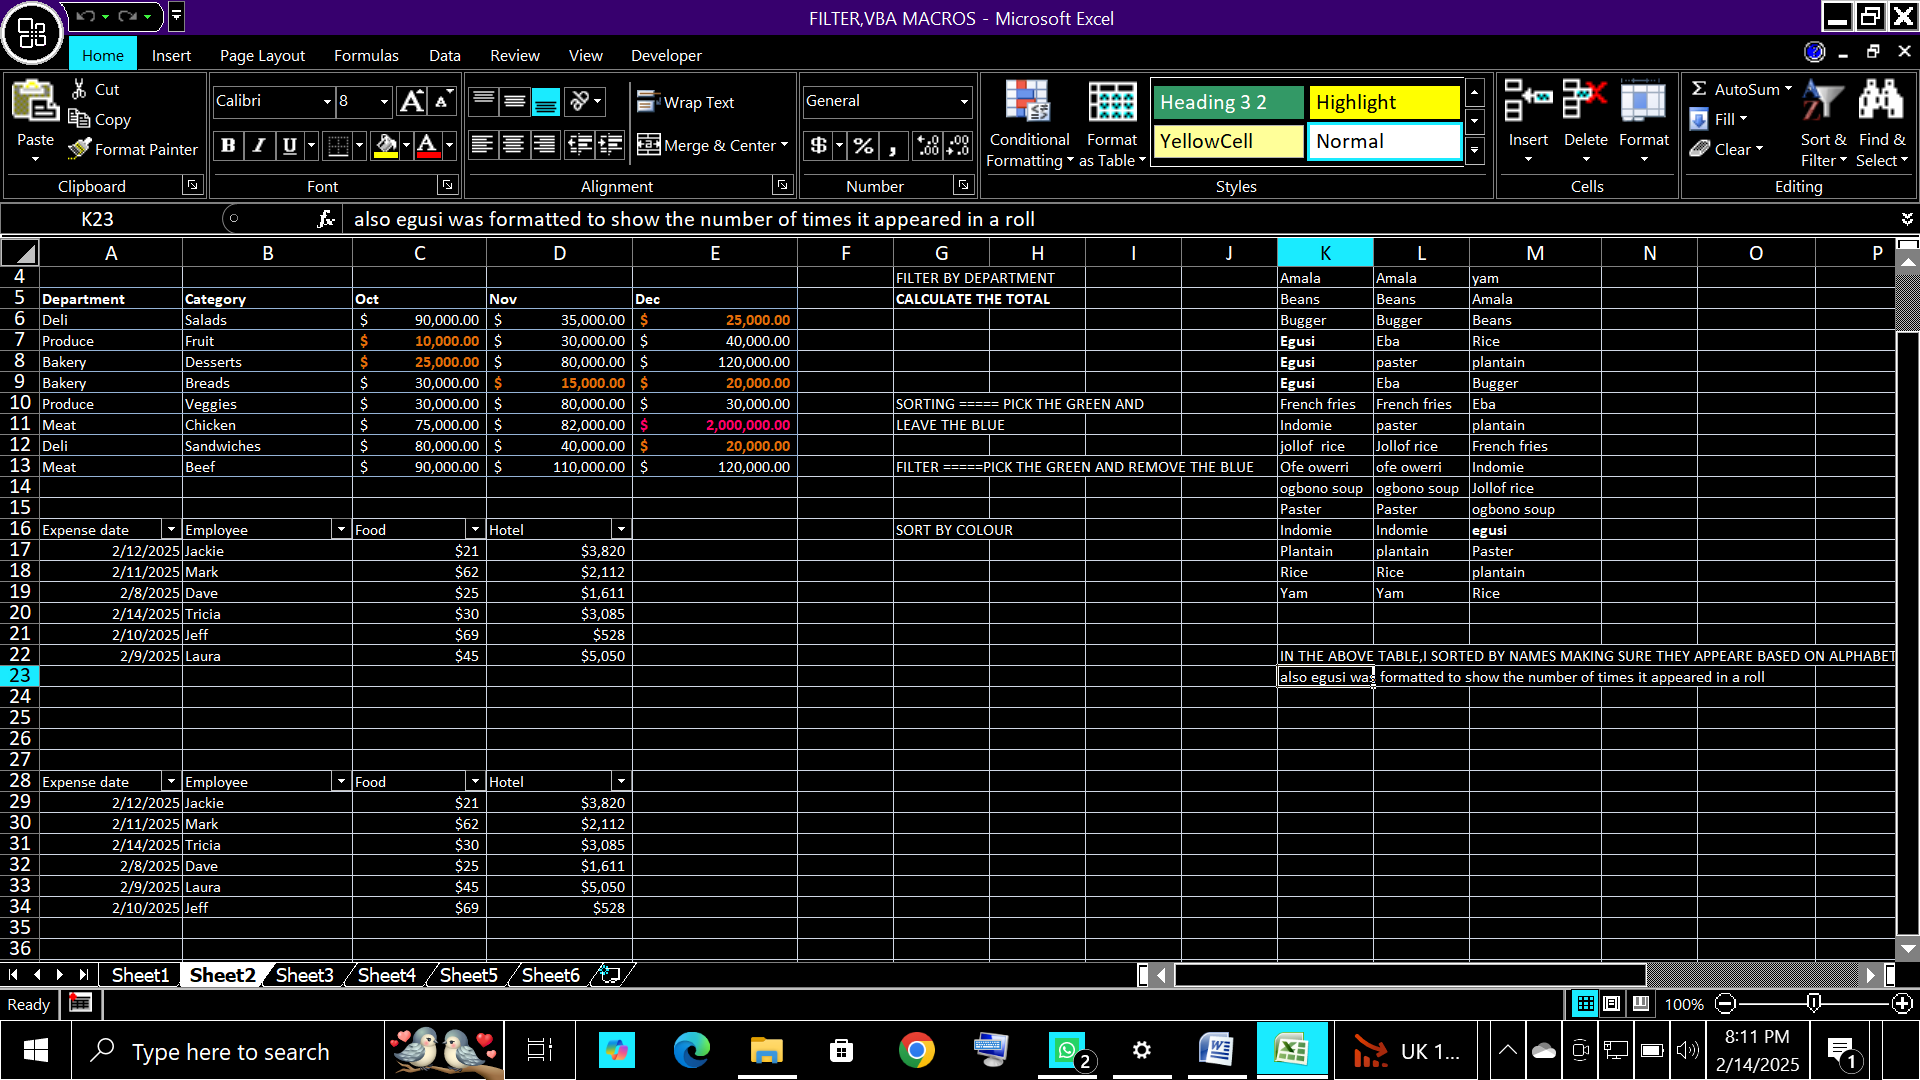 FILTER,VBA MACROS - Microsoft Excel
Home Insert Page Layout Formulas Data Review View Developer
Paste Cut Copy Format Painter
Clipboard
Calibri 8 A A
B I U A
Font
Wrap Text
Merge & Center
Alignment
General
$ % ,
Number
Conditional Formatting
Format as Table
Heading 3 2 Highlight
YellowCell Normal
Styles
Insert Delete Format
Cells
Σ AutoSum
Fill
Clear
Sort & Filter
Find & Select
Editing
K23 fx also egusi was formatted to show the number of times it appeared in a roll
A B C D E F G H I J K L M N O P
4 FILTER BY DEPARTMENT Amala Amala yam
5 Department Category Oct Nov Dec CALCULATE THE TOTAL Beans Beans Amala
6 Deli Salads $ 90,000.00 $ 35,000.00 $ 25,000.00 Bugger Bugger Beans
7 Produce Fruit $ 10,000.00 $ 30,000.00 $ 40,000.00 Egusi Eba Rice
8 Bakery Desserts $ 25,000.00 $ 80,000.00 $ 120,000.00 Egusi paster plantain
9 Bakery Breads $ 30,000.00 $ 15,000.00 $ 20,000.00 Egusi Eba Bugger
10 Produce Veggies $ 30,000.00 $ 80,000.00 $ 30,000.00 SORTING ===== PICK THE GREEN AND French fries French fries Eba
11 Meat Chicken $ 75,000.00 $ 82,000.00 $ 2,000,000.00 LEAVE THE BLUE Indomie paster plantain
12 Deli Sandwiches $ 80,000.00 $ 40,000.00 $ 20,000.00 jollof  rice Jollof rice French fries
13 Meat Beef $ 90,000.00 $ 110,000.00 $ 120,000.00 FILTER =====PICK THE GREEN AND REMOVE THE BLUE Ofe owerri ofe owerri Indomie
14 ogbono soup ogbono soup Jollof rice
15 Paster Paster ogbono soup
16 Expense date Employee Food Hotel SORT BY COLOUR Indomie Indomie egusi
17 2/12/2025 Jackie $21 $3,820 Plantain plantain Paster
18 2/11/2025 Mark $62 $2,112 Rice Rice plantain
19 2/8/2025 Dave $25 $1,611 Yam Yam Rice
20 2/14/2025 Tricia $30 $3,085
21 2/10/2025 Jeff $69 $528
22 2/9/2025 Laura $45 $5,050 IN THE ABOVE TABLE,I SORTED BY NAMES MAKING SURE THEY APPEARE BASED ON ALPHABET
23 also egusi was formatted to show the number of times it appeared in a roll
24
25
26
27
28 Expense date Employee Food Hotel
29 2/12/2025 Jackie $21 $3,820
30 2/11/2025 Mark $62 $2,112
31 2/14/2025 Tricia $30 $3,085
32 2/8/2025 Dave $25 $1,611
33 2/9/2025 Laura $45 $5,050
34 2/10/2025 Jeff $69 $528
35
36
Sheet1 Sheet2 Sheet3 Sheet4 Sheet5 Sheet6
Ready 100%
Type here to search 2 UK 1... 8:11 PM
2/14/2025 1